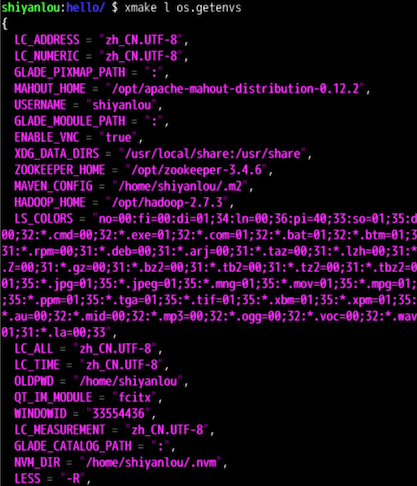 shiyanlou:hello/ $ xmake l os.getenvs
{
  LC_ADDRESS = "zh_CN.UTF-8",
  LC_NUMERIC = "zh_CN.UTF-8",
  GLADE_PIXMAP_PATH = ":",
  MAHOUT_HOME = "/opt/apache-mahout-distribution-0.12.2",
  USERNAME = "shiyanlou",
  GLADE_MODULE_PATH = ":",
  ENABLE_VNC = "true",
  XDG_DATA_DIRS = "/usr/local/share:/usr/share",
  ZOOKEEPER_HOME = "/opt/zookeeper-3.4.6",
  MAVEN_CONFIG = "/home/shiyanlou/.m2",
  HADOOP_HOME = "/opt/hadoop-2.7.3",
  LS_COLORS = "no=00:fi=00:di=01;34:ln=00;36:pi=40;33:so=01;35:d
00;32:*.cmd=00;32:*.exe=01;32:*.com=01;32:*.bat=01;32:*.btm=01;3
31:*.rpm=00;31:*.deb=00;31:*.arj=00;31:*.taz=00;31:*.lzh=00;31:*
.7=00;31:*.gz=00;31:*.bz2=00;31:*.tb2=00;31:*.tz2=00;31:*.tbz2=0
01;35:*.jpg=01;35:*.jpeg=01;35:*.mng=01;35:*.mov=01;35:*.mpg=01;
;35:*.ppm=01;35:*.tga=01;35:*.tif=01;35:*.xbm=01;35:*.xpm=01;35:
*.au=00;32:*.mid=00;32:*.mp3=00;32:*.ogg=00;32:*.voc=00;32:*.wav
01;31:*.la=00;33",
  LC_ALL = "zh_CN.UTF-8",
  LC_TIME = "zh_CN.UTF-8",
  OLDPWD = "/home/shiyanlou",
  QT_IM_MODULE = "fcitx",
  WINDOWID = "33554436",
  LC_MEASUREMENT = "zh_CN.UTF-8",
  GLADE_CATALOG_PATH = ":",
  NVM_DIR = "/home/shiyanlou/.nvm",
  LESS = "-R",